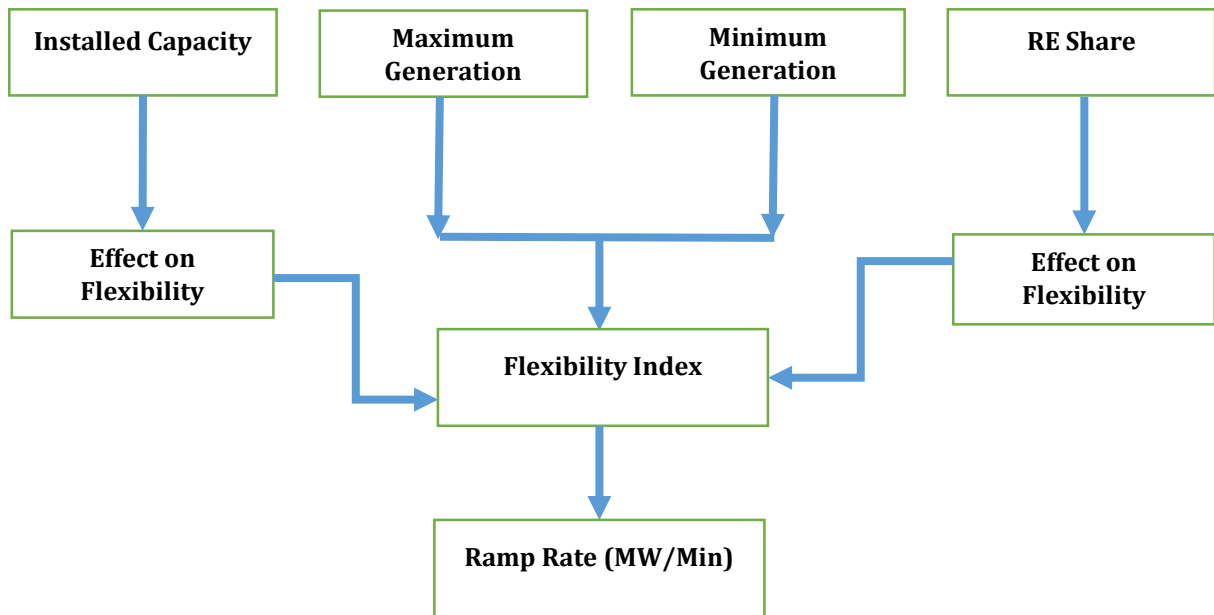 Installed Capacity
Maximum
Generation
Minimum
Generation
RE Share
Effect on
Flexibility
Effect on
Flexibility
Flexibility Index
Ramp Rate (MW/Min)